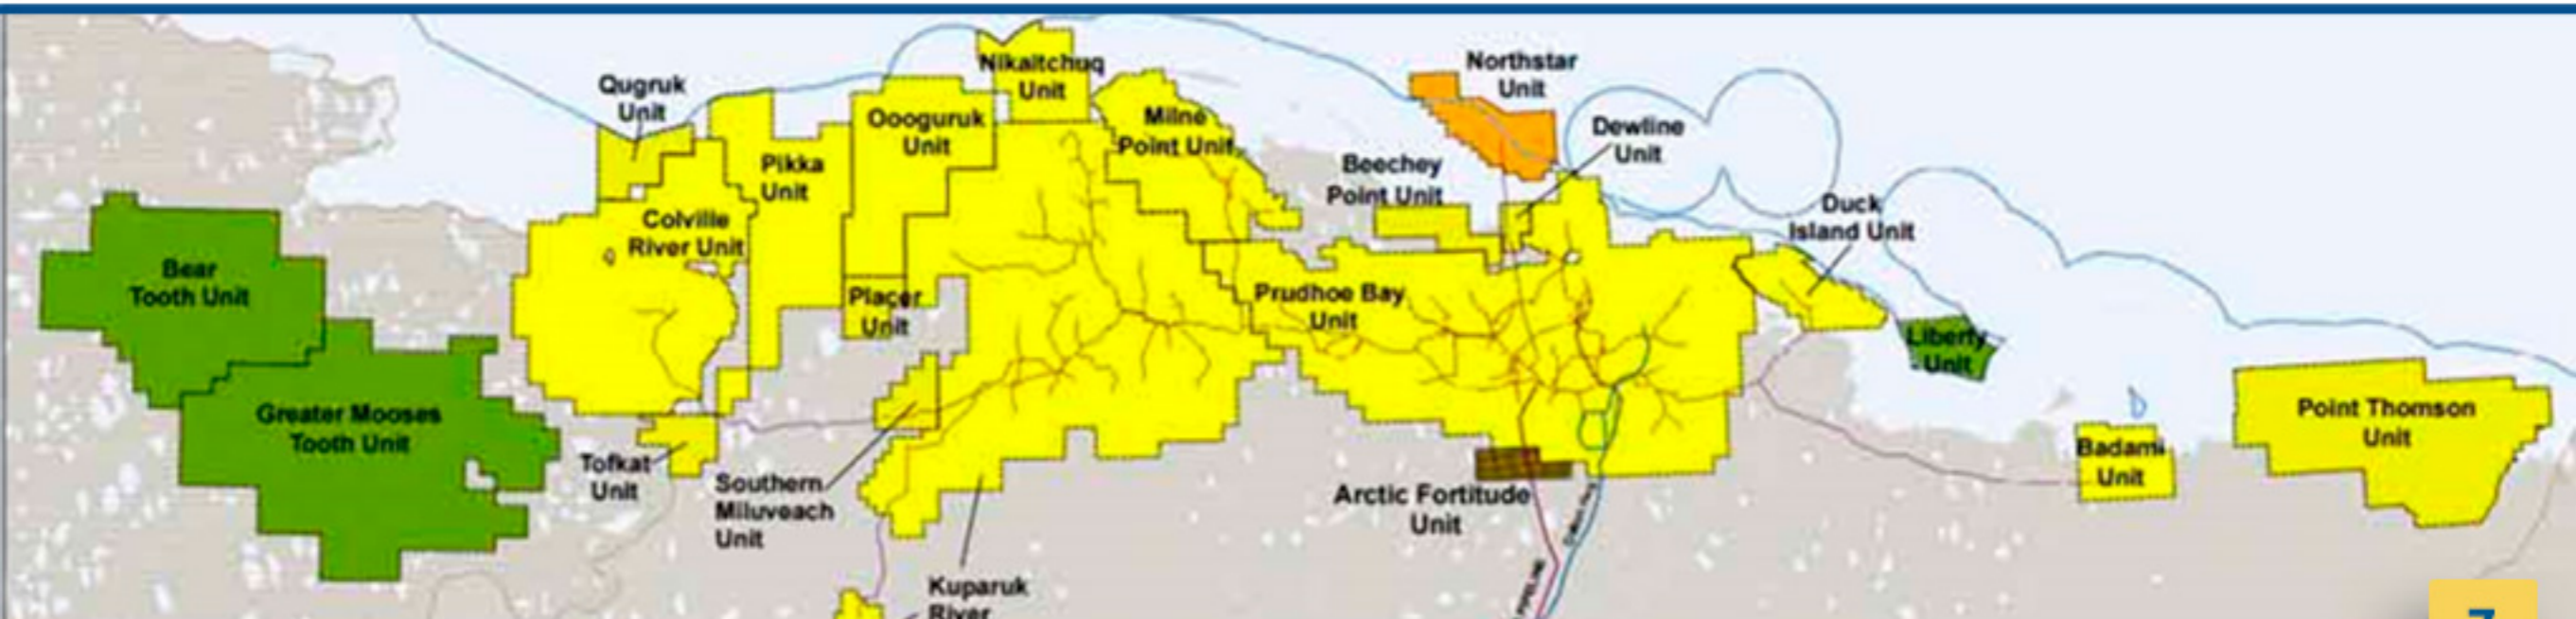 Qugruk
Unit
Nikaitchuq
Unit
Northstar
Unit
Oooguruk
Unit
Milne
Point Unit
Dewline
Unit
Pikka
Unit
Beechey
Point Unit
Colville
River Unit
Duck
Island Unit
Bear
Tooth Unit
Placer
Unit
Prudhoe Bay
Unit
Liberty
Unit
Greater Mooses
Tooth Unit
Point Thomson
Unit
Badami
Unit
Tofkat
Unit
Southern
Miluveach
Unit
Arctic Fortitude
Unit
Kuparuk
River
PIPELINE